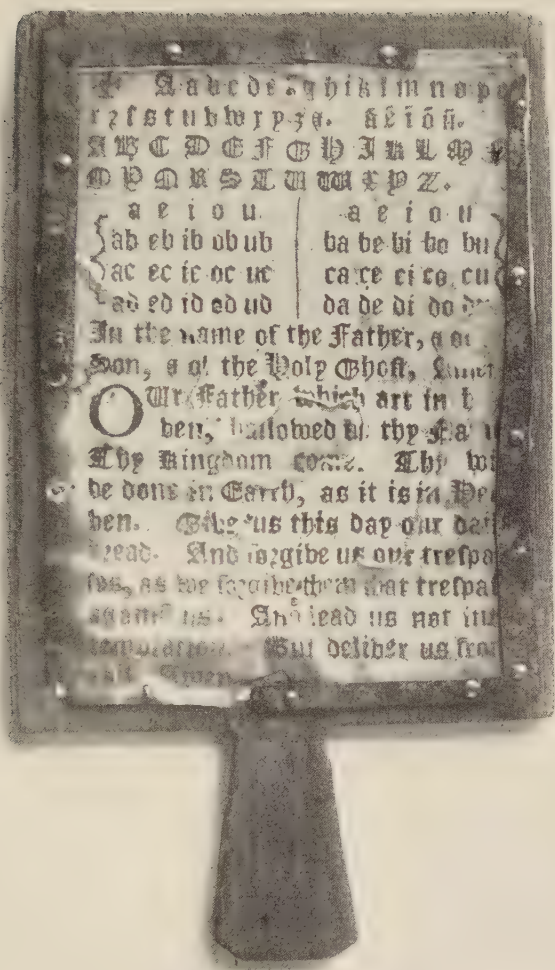 ✠ A a b c d e f g h i k l m n o p q
r ꝛ ſ s t u v w x y z &. ã ẽ ĩ õ ũ.
A B C D E F G H I K L M
O P Q R S T U W X Y Z.
a e i o u a e i o u
ab eb ib ob ub ba be bi bo bu
ac ec ic oc uc ca ce ci co cu
ad ed id od ud da de di do
In the name of the Father, &
Son, & of the Holy Ghoſt,
OUr Father which art in
ven, hallowed thy
Thy Kingdom come. Thy
be done in Earth, as it is in
ven. Give us this day our
bread. And forgive us our treſpa
ſes, as we forgive them that treſpaſ
againſt us. And lead us not
temptation. But deliver us from
Amen